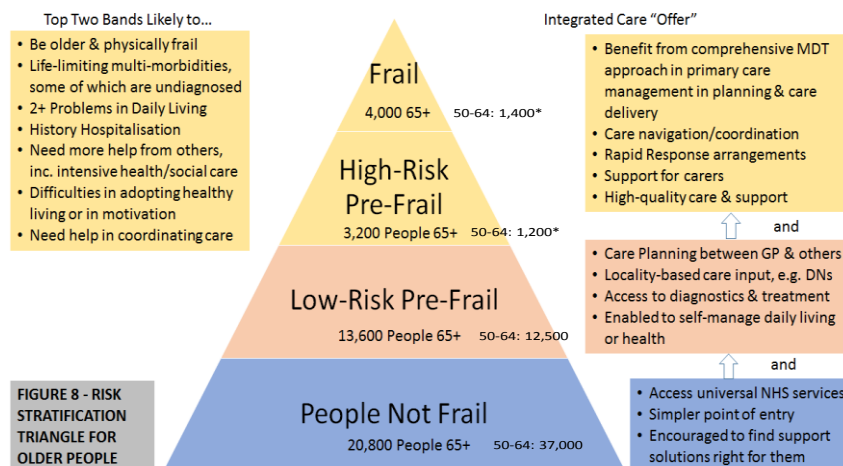 Top Two Bands Likely to...
• Be older & physically frail
• Life-limiting multi-morbidities,
some of which are undiagnosed
• 2+ Problems in Daily Living
• History Hospitalisation
• Need more help from others,
inc. intensive health/social care
• Difficulties in adopting healthy
living or in motivation
• Need help in coordinating care
FIGURE 8 - RISK
STRATIFICATION
TRIANGLE FOR
OLDER PEOPLE
Frail
4,000 65+ 50-64: 1,400*
High-Risk
Pre-Frail
3,200 People 65+ 50-64: 1,200*
Low-Risk Pre-Frail
13,600 People 65+ 50-64: 12,500
People Not Frail
20,800 People 65+ 50-64: 37,000
Integrated Care “Offer”
• Benefit from comprehensive MDT
approach in primary care
management in planning & care
delivery
• Care navigation/coordination
• Rapid Response arrangements
• Support for carers
• High-quality care & support
and
• Care Planning between GP & others
• Locality-based care input, e.g. DNs
• Access to diagnostics & treatment
• Enabled to self-manage daily living
or health
and
• Access universal NHS services
• Simpler point of entry
• Encouraged to find support
solutions right for them